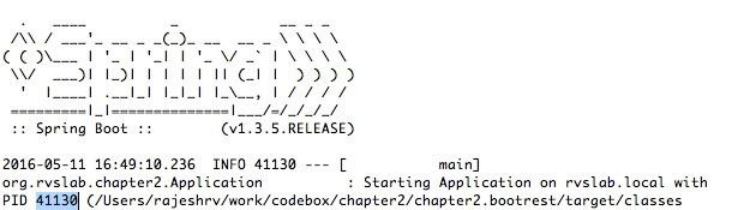 :: Spring Boot ::        (v1.3.5.RELEASE)
2016-05-11 16:49:10.236  INFO 41130 --- [           main]
org.rvslab.chapter2.Application          : Starting Application on rvslab.local with
PID 41130 (/Users/rajeshrv/work/codebox/chapter2/chapter2.bootrest/target/classes